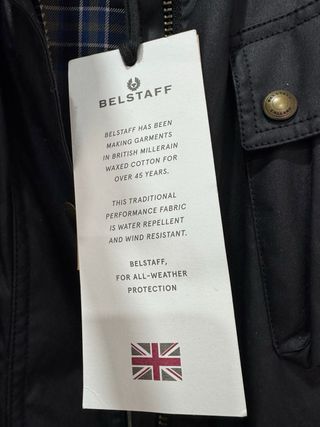 BELSTAFF
BELSTAFF HAS BEEN
MAKING GARMENTS
IN BRITISH MILLERAIN
WAXED COTTON FOR
OVER 45 YEARS.
THIS TRADITIONAL
PERFORMANCE FABRIC
IS WATER REPELLENT
AND WIND RESISTANT.
BELSTAFF,
FOR ALL-WEATHER
PROTECTION